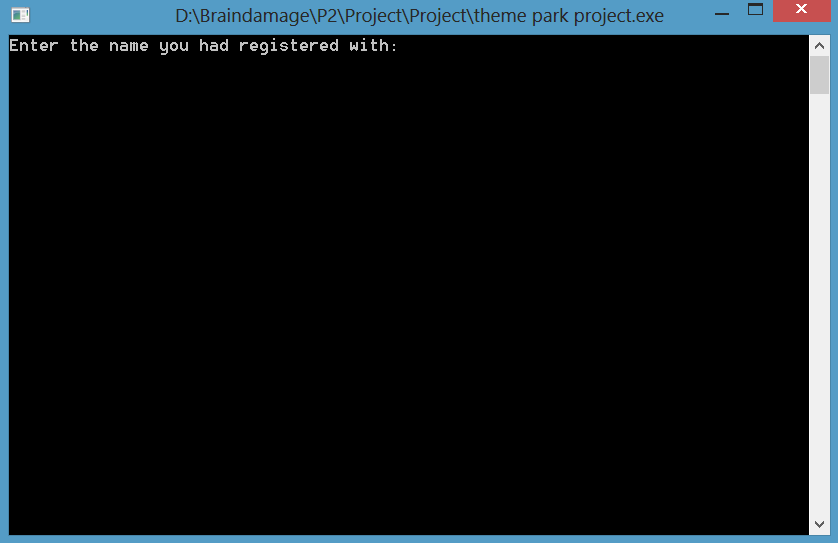 D:\Braindamage\P2\Project\Project\theme park project.exe
Enter the name you had registered with: